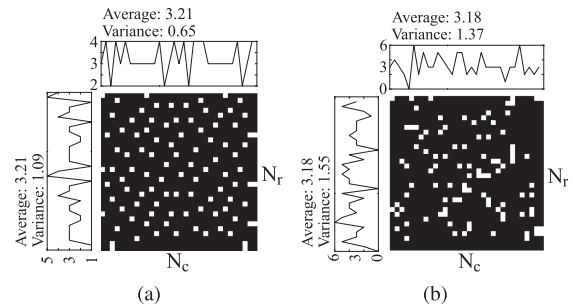 Average: 3.21
Variance: 0.65
4
3
2
Average: 3.21
Variance: 1.09
5
3
1
N_r
N_c
(a)
Average: 3.18
Variance: 1.37
6
3
0
Average: 3.18
Variance: 1.55
6
3
0
N_r
N_c
(b)